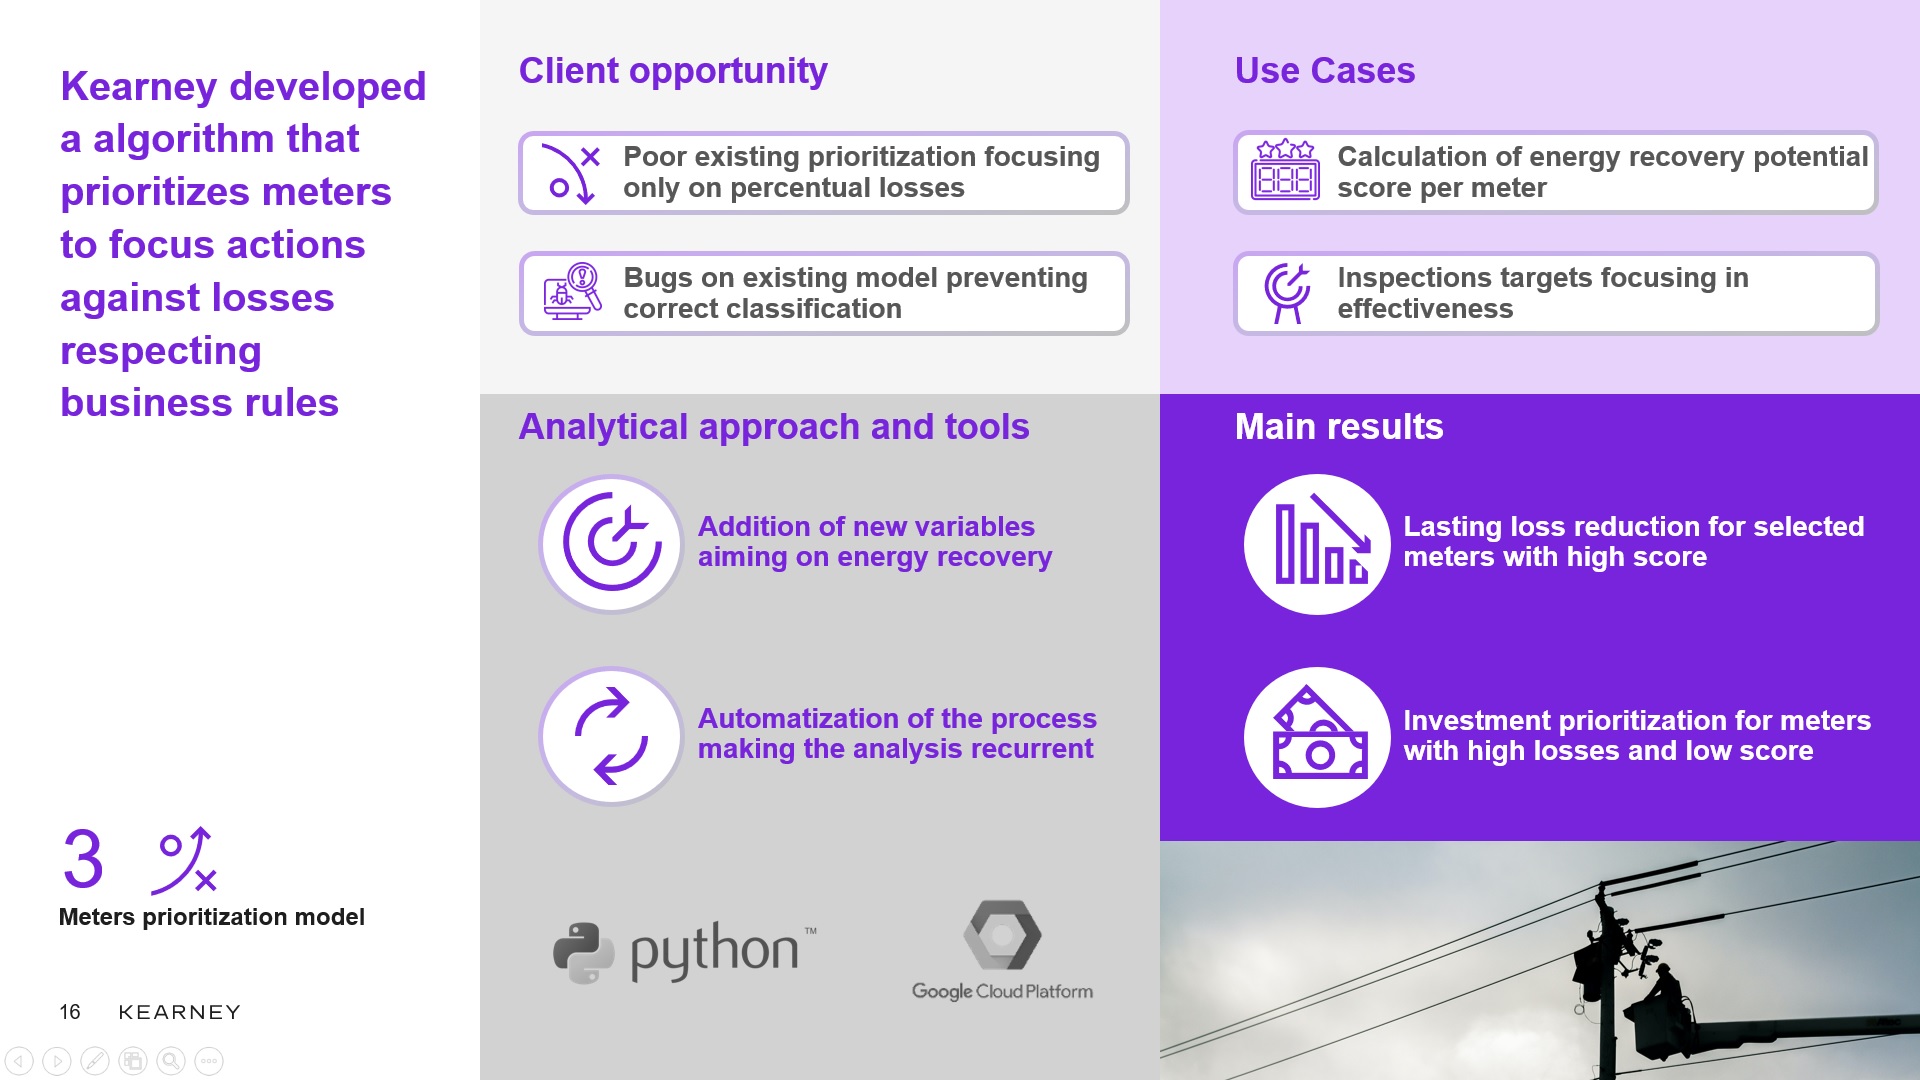 Kearney developed
a algorithm that
prioritizes meters
to focus actions
against losses
respecting
business rules
3
Meters prioritization model
16 KEARNEY
Client opportunity
Poor existing prioritization focusing
only on percentual losses
Bugs on existing model preventing
correct classification
Use Cases
Calculation of energy recovery potential
score per meter
Inspections targets focusing in
effectiveness
Analytical approach and tools
Addition of new variables
aiming on energy recovery
Automatization of the process
making the analysis recurrent
python™
Google Cloud Platform
Main results
Lasting loss reduction for selected
meters with high score
Investment prioritization for meters
with high losses and low score